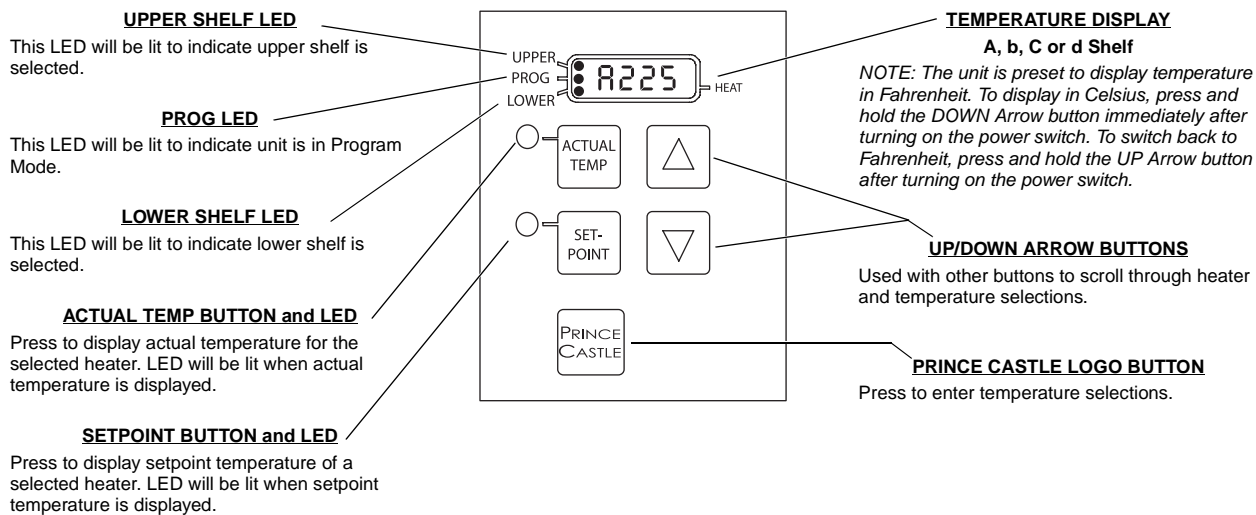 UPPER SHELF LED
This LED will be lit to indicate upper shelf is
selected.
PROG LED
This LED will be lit to indicate unit is in Program
Mode.
LOWER SHELF LED
This LED will be lit to indicate lower shelf is
selected.
ACTUAL TEMP BUTTON and LED
Press to display actual temperature for the
selected heater. LED will be lit when actual
temperature is displayed.
SETPOINT BUTTON and LED
Press to display setpoint temperature of a
selected heater. LED will be lit when setpoint
temperature is displayed.
UPPER
PROG
LOWER
A225
HEAT
ACTUAL
TEMP
SET-
POINT
PRINCE
CASTLE
TEMPERATURE DISPLAY
A, b, C or d Shelf
NOTE: The unit is preset to display temperature
in Fahrenheit. To display in Celsius, press and
hold the DOWN Arrow button immediately after
turning on the power switch. To switch back to
Fahrenheit, press and hold the UP Arrow button
after turning on the power switch.
UP/DOWN ARROW BUTTONS
Used with other buttons to scroll through heater
and temperature selections.
PRINCE CASTLE LOGO BUTTON
Press to enter temperature selections.